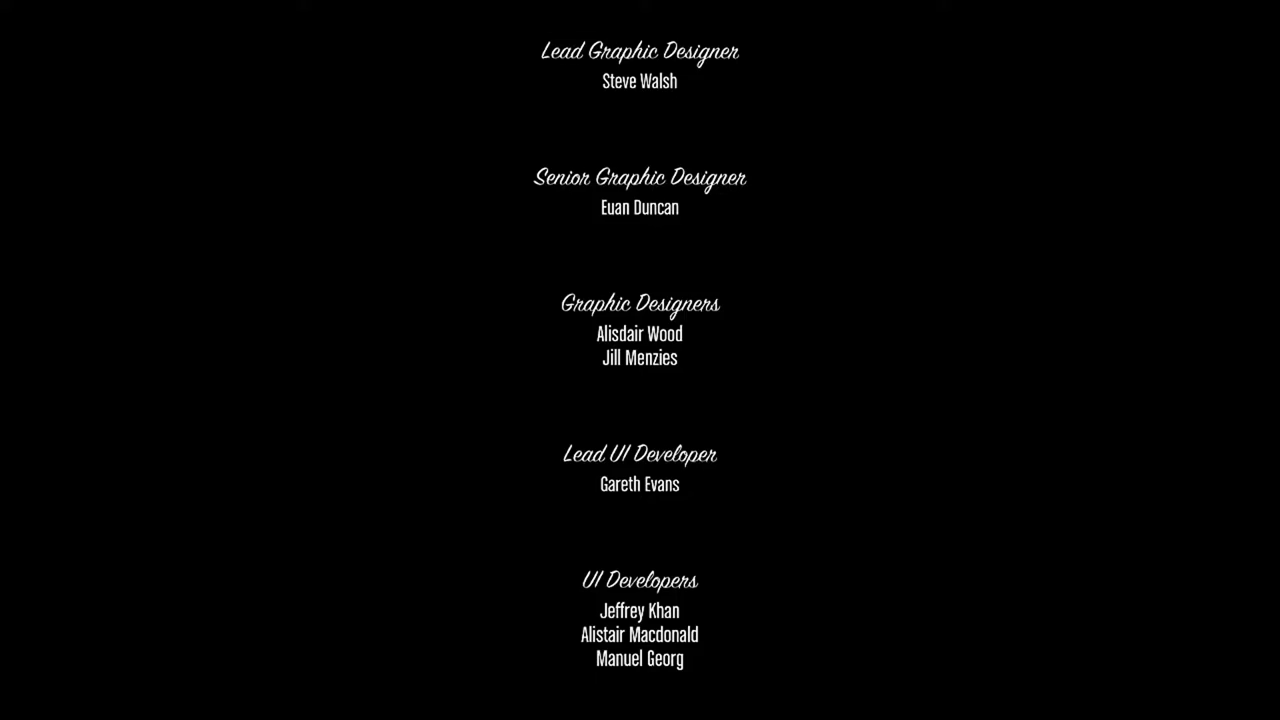 Lead Graphic Designer
Steve Walsh
Senior Graphic Designer
Euan Duncan
Graphic Designers
Alisdair Wood
Jill Menzies
Lead UI Developer
Gareth Evans
UI Developers
Jeffrey Khan
Alistair Macdonald
Manuel Georg